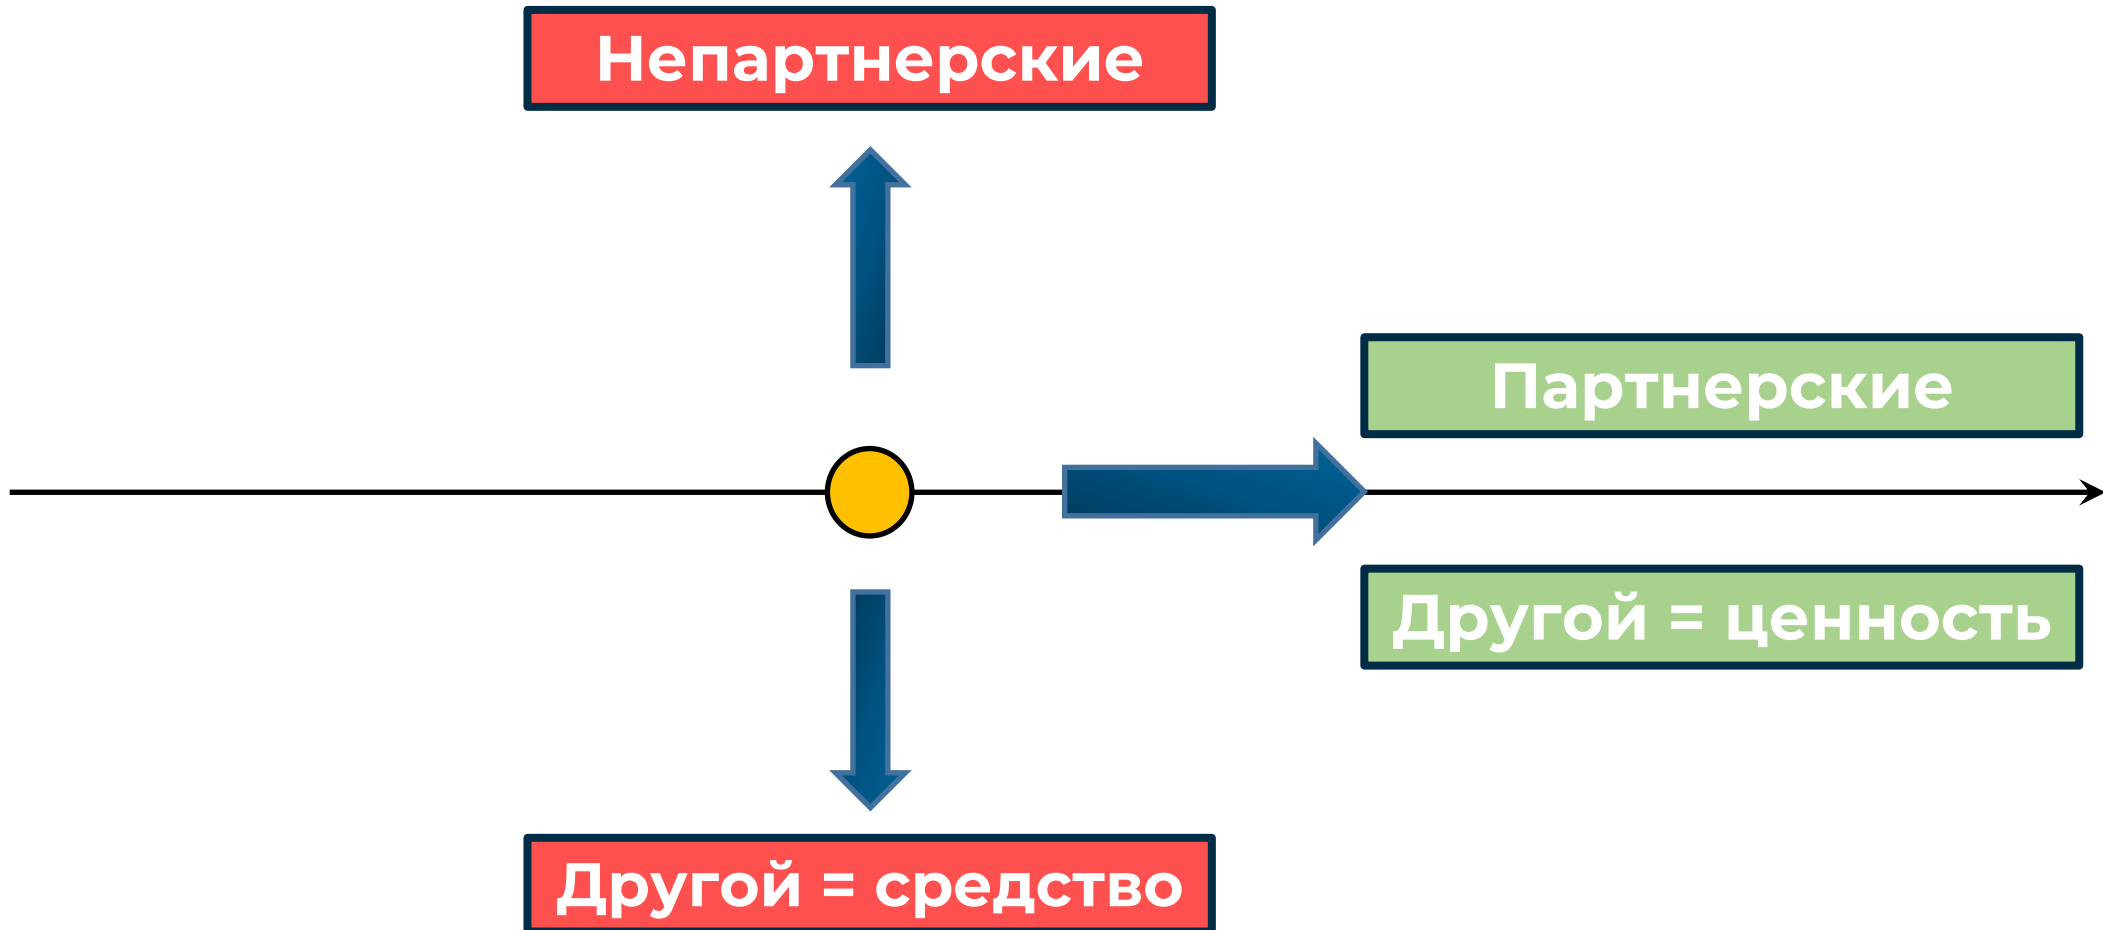 Непартнерские
Партнерские
Другой = ценность
Другой = средство